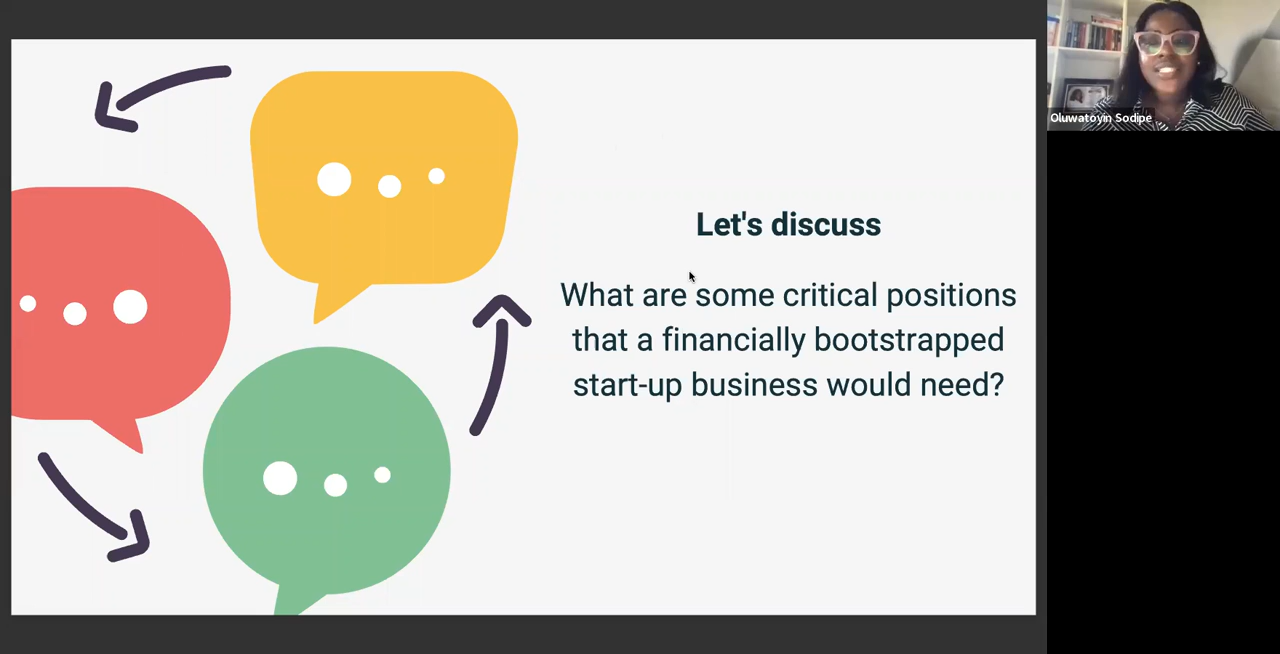 Oluwatoyin Sodipe
Let's discuss
What are some critical positions
that a financially bootstrapped
start-up business would need?